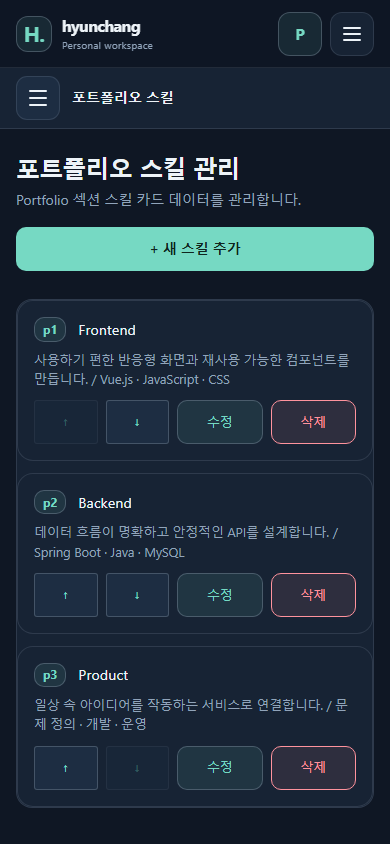 H.
hyunchang
Personal workspace
P
포트폴리오 스킬
포트폴리오 스킬 관리
Portfolio 섹션 스킬 카드 데이터를 관리합니다.
+ 새 스킬 추가
p1 Frontend
사용하기 편한 반응형 화면과 재사용 가능한 컴포넌트를
만듭니다. / Vue.js · JavaScript · CSS
↑ ↓ 수정 삭제
p2 Backend
데이터 흐름이 명확하고 안정적인 API를 설계합니다. /
Spring Boot · Java · MySQL
↑ ↓ 수정 삭제
p3 Product
일상 속 아이디어를 작동하는 서비스로 연결합니다. / 문
제 정의 · 개발 · 운영
↑ ↓ 수정 삭제